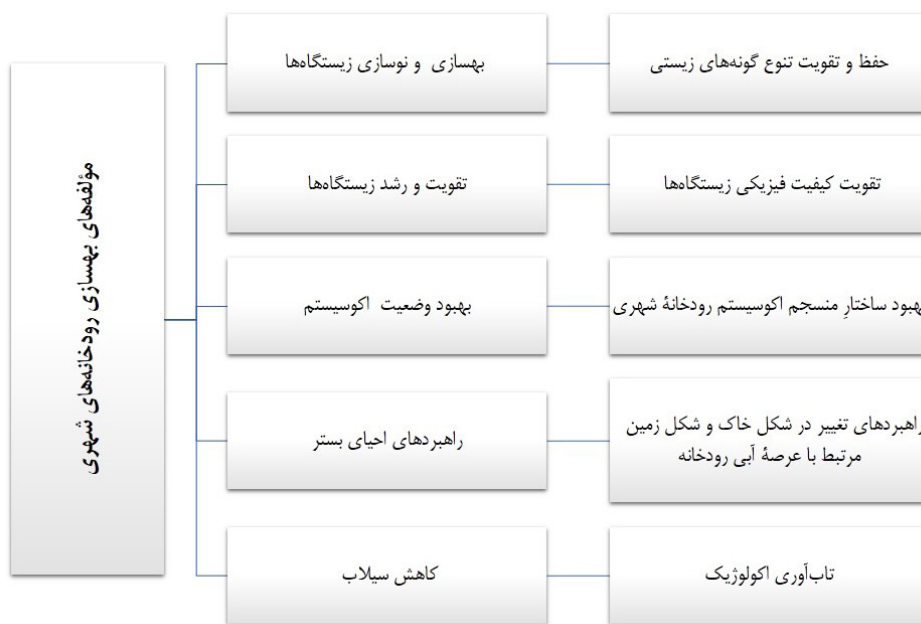 مؤلفه‌های بهسازی رودخانه‌های شهری
بهسازی و نوسازی زیستگاه‌ها
حفظ و تقویت تنوع گونه‌های زیستی
تقویت و رشد زیستگاه‌ها
تقویت کیفیت فیزیکی زیستگاه‌ها
بهبود وضعیت اکوسیستم
بهبود ساختارِ منسجم اکوسیستم رودخانهٔ شهری
راهبردهای احیای بستر
راهبردهای تغییر در شکل خاک و شکل زمین
مرتبط با عرصهٔ آبی رودخانه
کاهش سیلاب
تاب‌آوری اکولوژیک